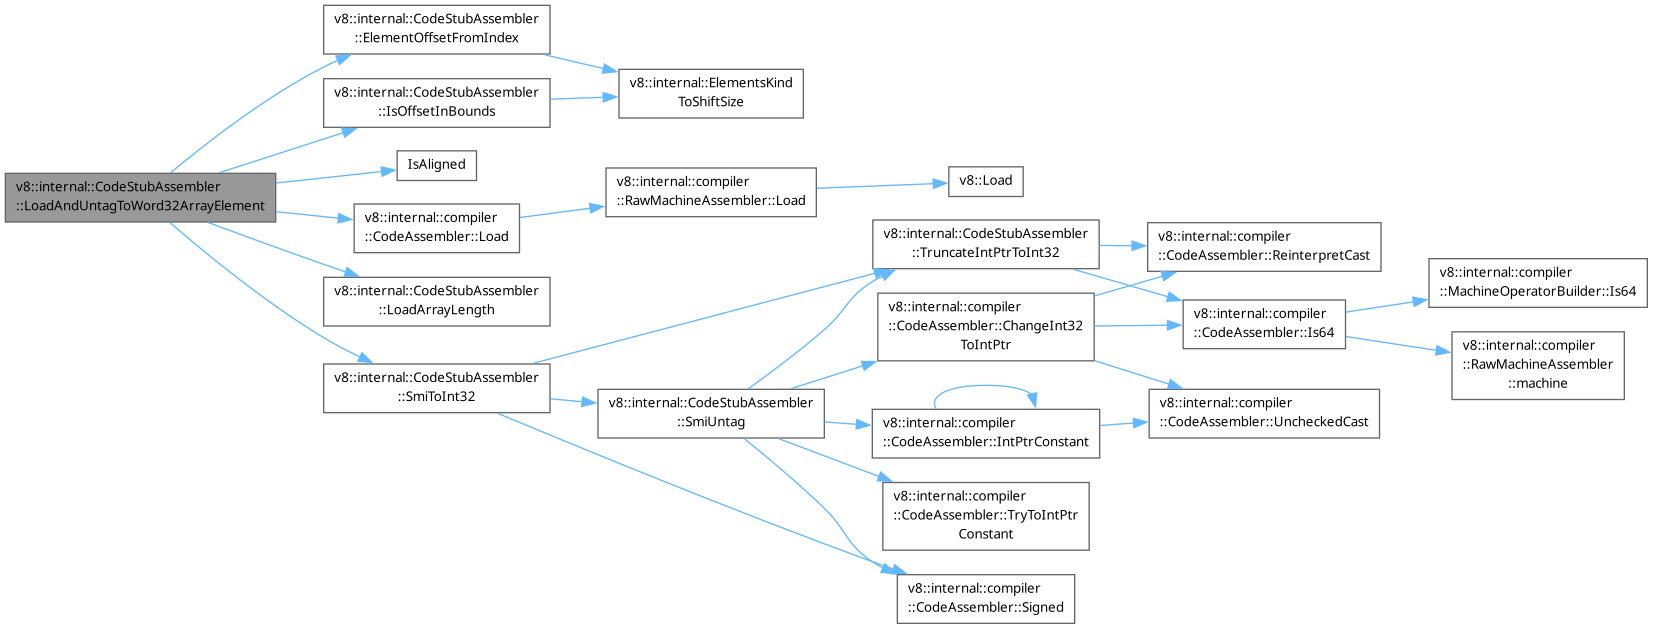 v8::internal::CodeStubAssembler
::LoadAndUntagToWord32ArrayElement
v8::internal::CodeStubAssembler
::ElementOffsetFromIndex
v8::internal::ElementsKind
ToShiftSize
v8::internal::CodeStubAssembler
::IsOffsetInBounds
IsAligned
v8::internal::compiler
::CodeAssembler::Load
v8::internal::compiler
::RawMachineAssembler::Load
v8::Load
v8::internal::CodeStubAssembler
::LoadArrayLength
v8::internal::CodeStubAssembler
::SmiToInt32
v8::internal::CodeStubAssembler
::SmiUntag
v8::internal::CodeStubAssembler
::TruncateIntPtrToInt32
v8::internal::compiler
::CodeAssembler::ReinterpretCast
v8::internal::compiler
::CodeAssembler::ChangeInt32
ToIntPtr
v8::internal::compiler
::CodeAssembler::Is64
v8::internal::compiler
::MachineOperatorBuilder::Is64
v8::internal::compiler
::RawMachineAssembler
::machine
v8::internal::compiler
::CodeAssembler::IntPtrConstant
v8::internal::compiler
::CodeAssembler::UncheckedCast
v8::internal::compiler
::CodeAssembler::TryToIntPtr
Constant
v8::internal::compiler
::CodeAssembler::Signed